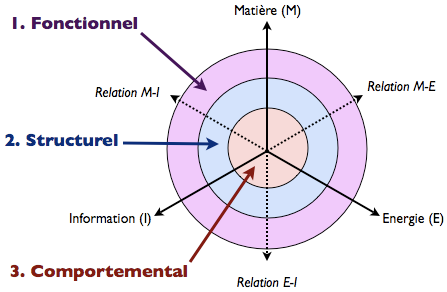 Matière (M)
1. Fonctionnel
Relation M-I
Relation M-E
2. Structurel
Information (I)
Energie (E)
3. Comportemental
Relation E-I